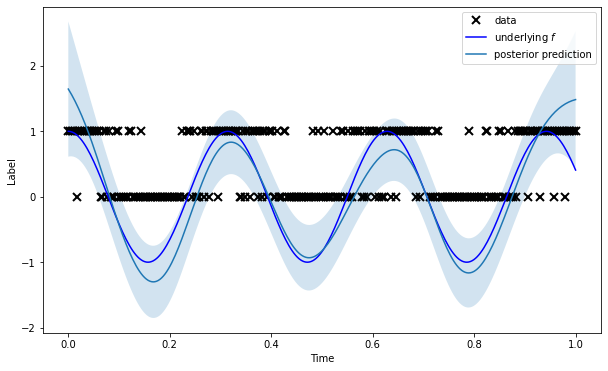 data
underlying f
posterior prediction
2
1
0
−1
−2
Label
0.0 0.2 0.4 0.6 0.8 1.0
Time